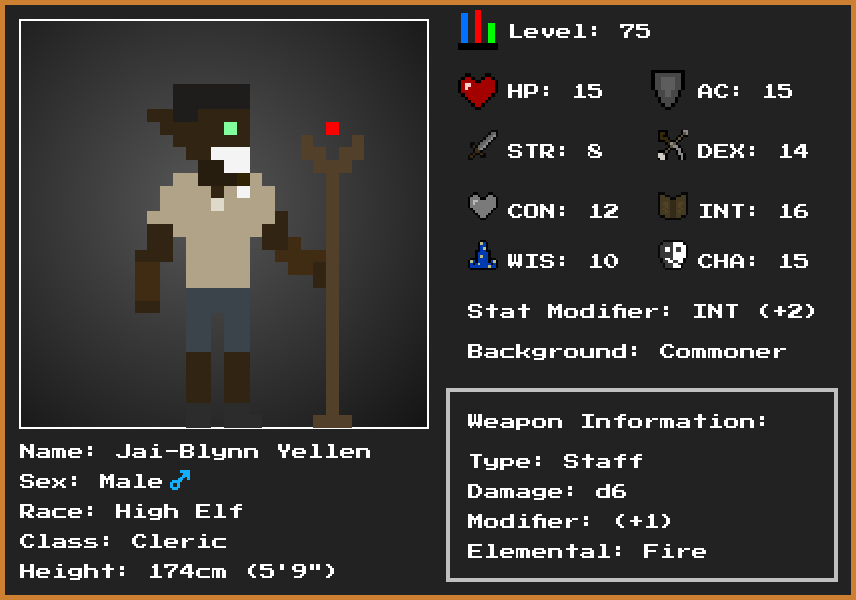 Level: 75
HP: 15
AC: 15
STR: 8
DEX: 14
CON: 12
INT: 16
WIS: 10
CHA: 15
Stat Modifier: INT (+2)
Background: Commoner
Weapon Information:
Type: Staff
Damage: d6
Modifier: (+1)
Elemental: Fire
Name: Jai-Blynn Yellen
Sex: Male ♂
Race: High Elf
Class: Cleric
Height: 174cm (5'9")